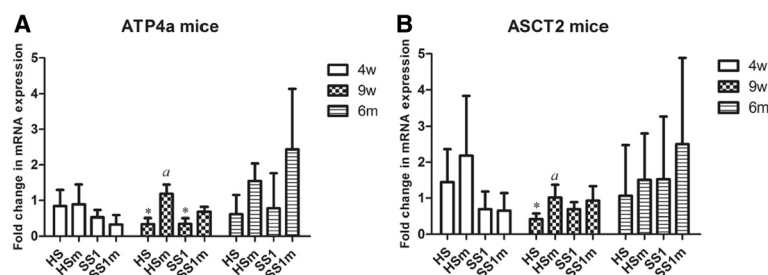 A
ATP4a mice
Fold change in mRNA expression
5
4
3
2
1
0
* a *
HS HSm SS1 SS1m HS HSm SS1 SS1m HS HSm SS1 SS1m
4w
9w
6m
B
ASCT2 mice
Fold change in mRNA expression
5
4
3
2
1
0
* a
HS HSm SS1 SS1m HS HSm SS1 SS1m HS HSm SS1 SS1m
4w
9w
6m